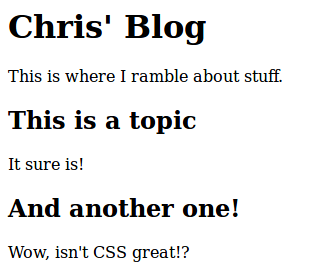 Chris' Blog
This is where I ramble about stuff.
This is a topic
It sure is!
And another one!
Wow, isn't CSS great!?